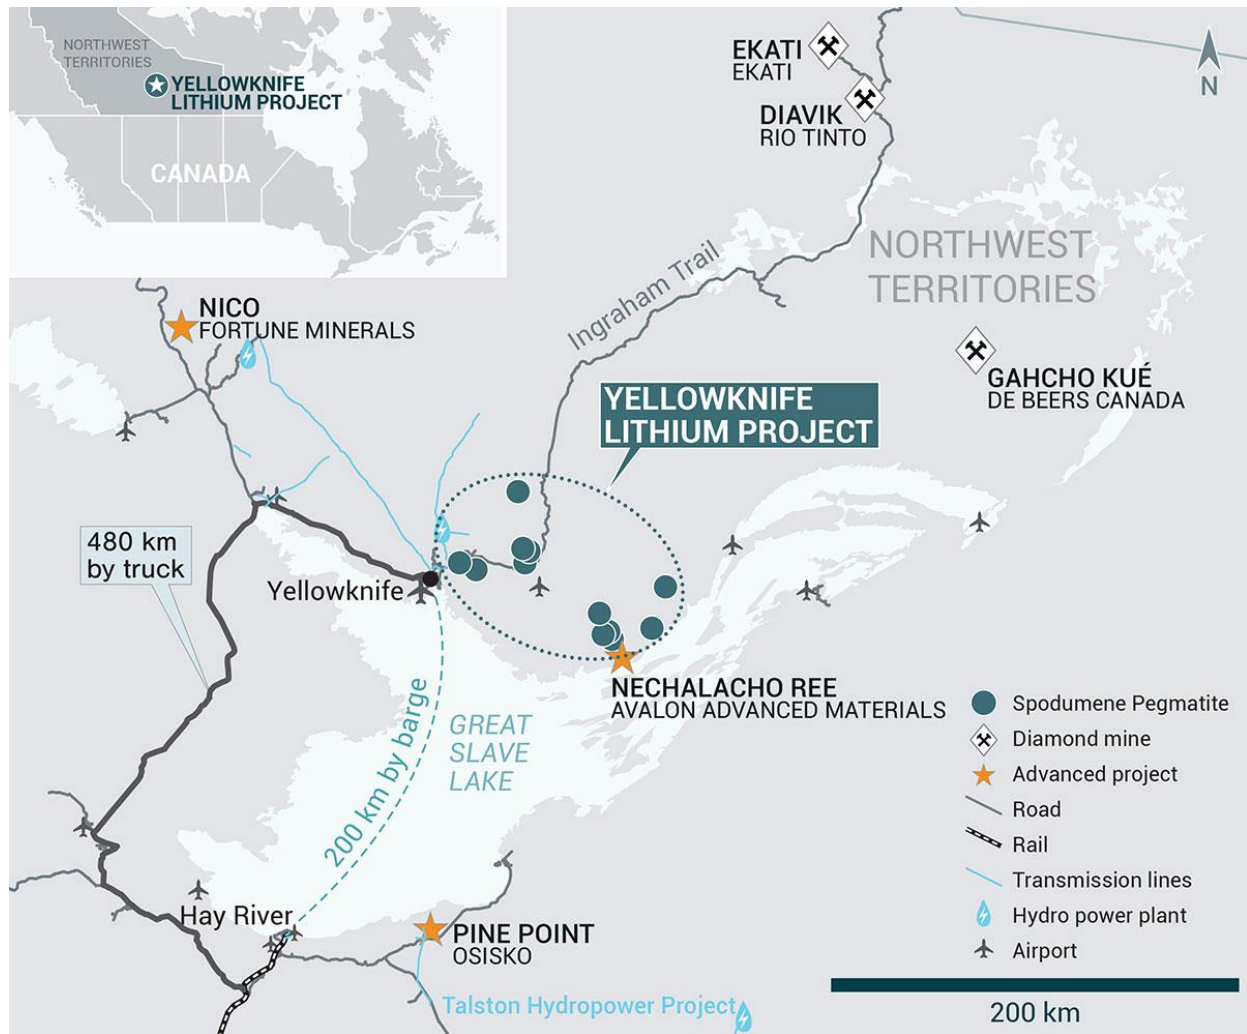 NORTHWEST
TERRITORIES
YELLOWKNIFE
LITHIUM PROJECT
CANADA
EKATI
EKATI
DIAVIK
RIO TINTO
N
NORTHWEST
TERRITORIES
Ingraham Trail
NICO
FORTUNE MINERALS
GAHCHO KUÉ
DE BEERS CANADA
YELLOWKNIFE
LITHIUM PROJECT
480 km
by truck
Yellowknife
NECHALACHO REE
AVALON ADVANCED MATERIALS
200 km by barge
GREAT
SLAVE
LAKE
Hay River
PINE POINT
OSISKO
Talston Hydropower Project
Spodumene Pegmatite
Diamond mine
Advanced project
Road
Rail
Transmission lines
Hydro power plant
Airport
200 km